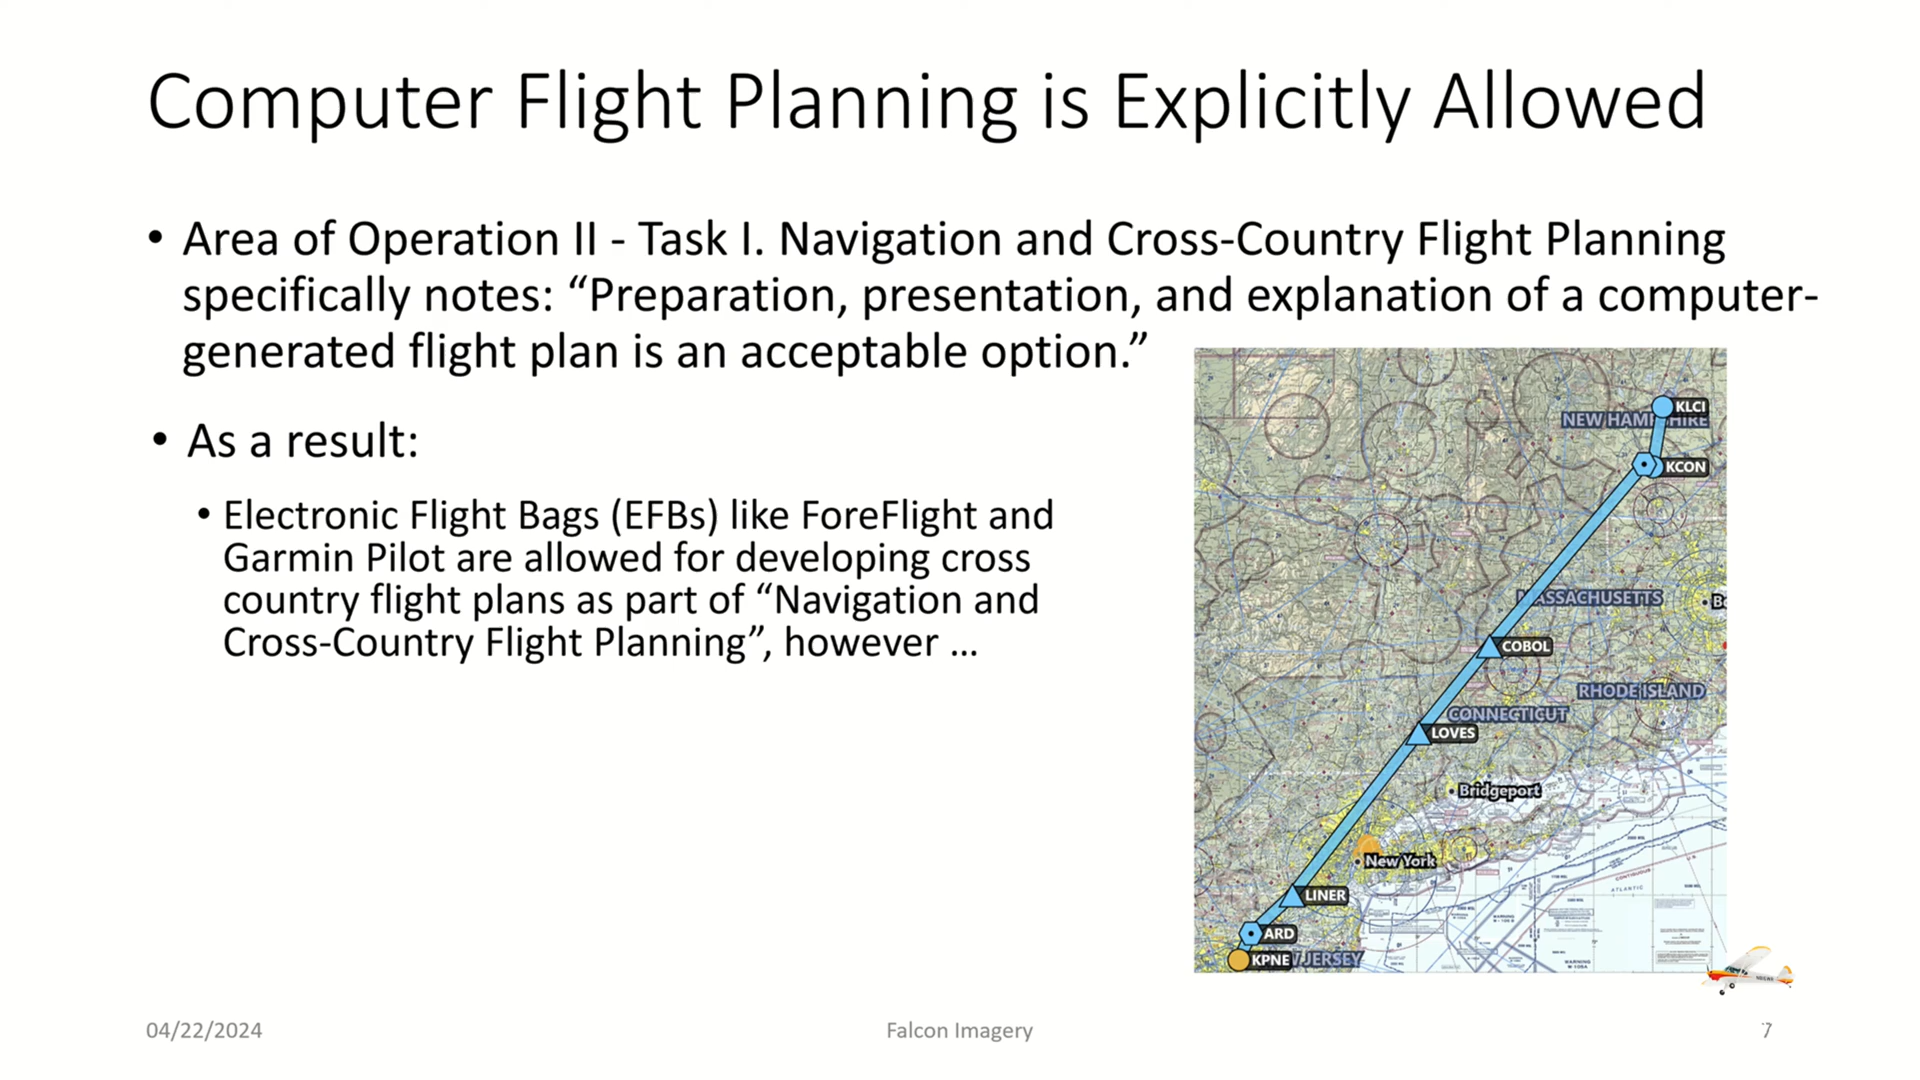 Computer Flight Planning is Explicitly Allowed
• Area of Operation II - Task I. Navigation and Cross-Country Flight Planning
specifically notes: “Preparation, presentation, and explanation of a computer-
generated flight plan is an acceptable option.”
• As a result:
• Electronic Flight Bags (EFBs) like ForeFlight and
Garmin Pilot are allowed for developing cross
country flight plans as part of “Navigation and
Cross-Country Flight Planning”, however …
KLCI
NEW HAMPSHIRE
KCON
MASSACHUSETTS
COBOL
RHODE ISLAND
CONNECTICUT
LOVES
Bridgeport
New York
LINER
ARD
KPNE
JERSEY
ATLANTIC
CONTIGUOUS
WARNING
04/22/2024
Falcon Imagery
7